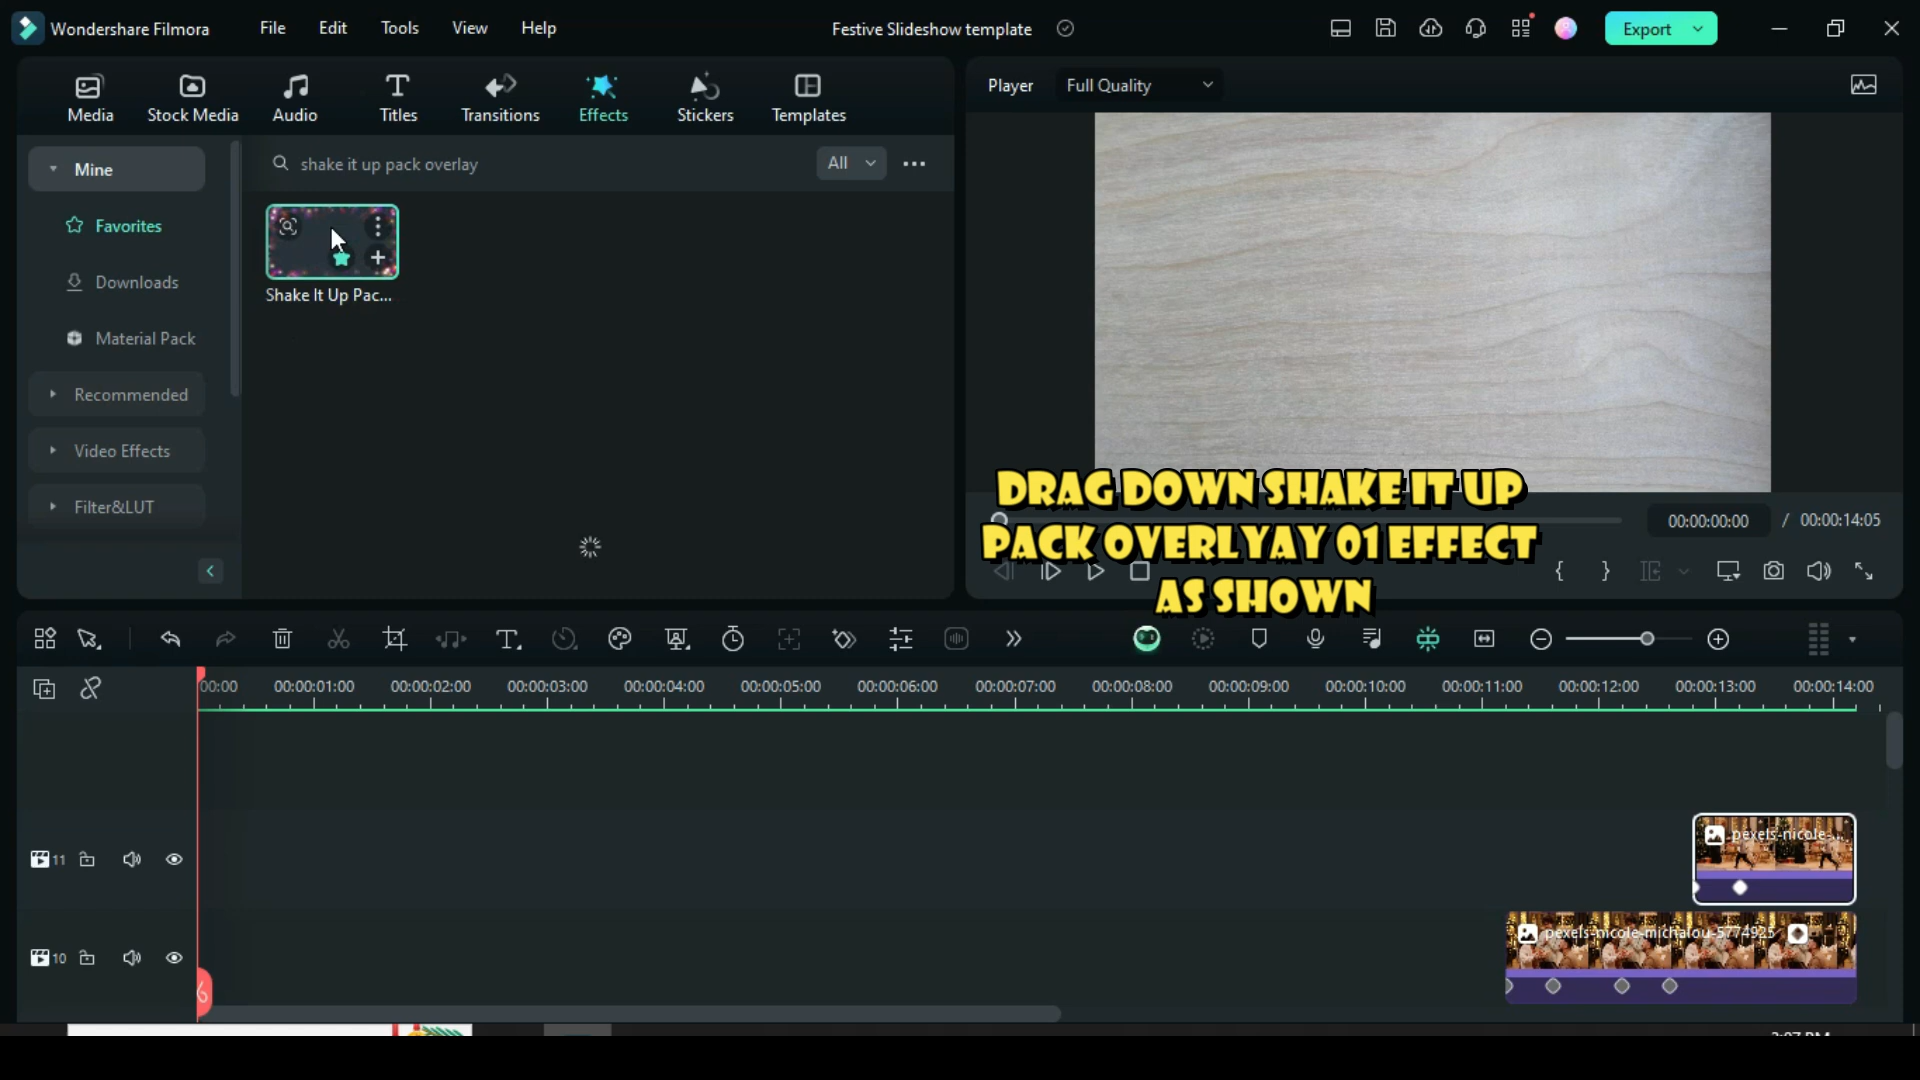 Wondershare Filmora
File
Edit
Tools
View
Help
Festive Slideshow template
Export
Media
Stock Media
Audio
Titles
Transitions
Effects
Stickers
Templates
Player
Full Quality
Mine
shake it up pack overlay
All
Favorites
Downloads
Material Pack
Recommended
Video Effects
Filter&LUT
Shake It Up Pac...
DRAG DOWN SHAKE IT UP
PACK OVERLYAY 01 EFFECT
AS SHOWN
00:00:00:00
/ 00:00:14:05
00:00
00:00:01:00
00:00:02:00
00:00:03:00
00:00:04:00
00:00:05:00
00:00:06:00
00:00:07:00
00:00:08:00
00:00:09:00
00:00:10:00
00:00:11:00
00:00:12:00
00:00:13:00
00:00:14:00
11
pexels-nicole-...
10
pexels-nicole-michalou-5774925